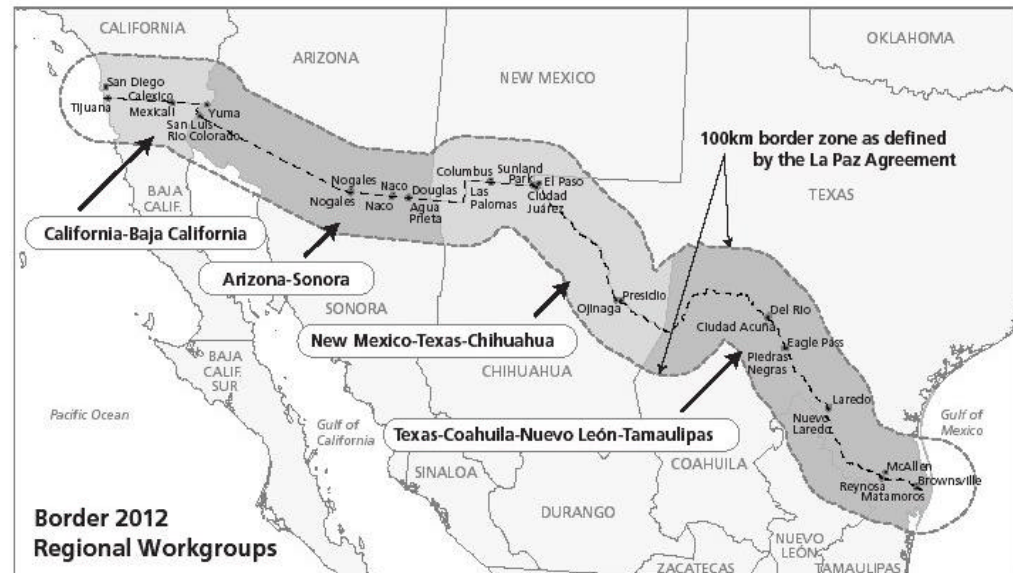 CALIFORNIA
ARIZONA
NEW MEXICO
OKLAHOMA
San Diego
Calexico
Tijuana
Mexicali
Yuma
San Luis
Rio Colorado
100km border zone as defined
by the La Paz Agreement
TEXAS
Columbus
Sunland
Park
El Paso
Ciudad
Juárez
Las
Palomas
Nogales
Naco
Douglas
Nogales
Naco
Agua
Prieta
BAJA
CALIF.
California-Baja California
Arizona-Sonora
SONORA
Presidio
Ojinaga
New Mexico-Texas-Chihuahua
CHIHUAHUA
Del Rio
Ciudad Acuña
Eagle Pass
Piedras
Negras
BAJA
CALIF
SUR
Pacific Ocean
Gulf of
California
Texas-Coahuila-Nuevo León-Tamaulipas
Laredo
Nuevo
Laredo
Gulf of
Mexico
SINALOA
COAHUILA
McAllen
Reynosa
Brownsville
Matamoros
DURANGO
Border 2012
Regional Workgroups
NUEVO
LEÓN
ZACATECAS
TAMAULIPAS